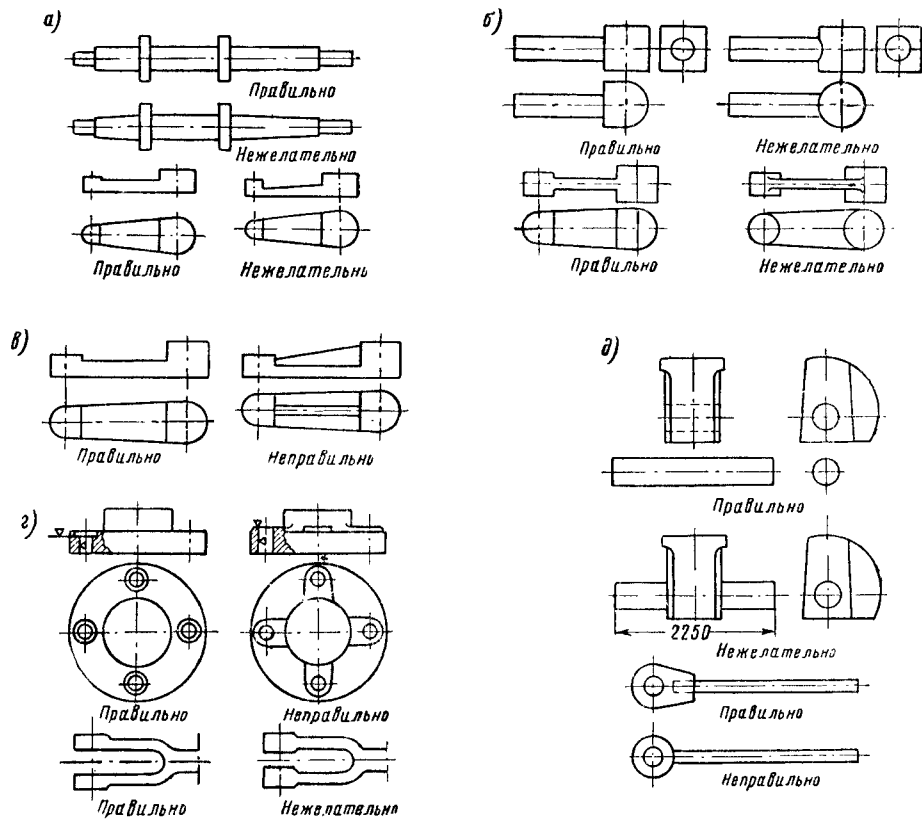 а)
Правильно
Нежелательно
Правильно
Нежелательно
б)
Правильно
Нежелательно
Правильно
Нежелательно
в)
Правильно
Неправильно
г)
Правильно
Неправильно
Правильно
Нежелательно
д)
Правильно
2250
Нежелательно
Правильно
Неправильно